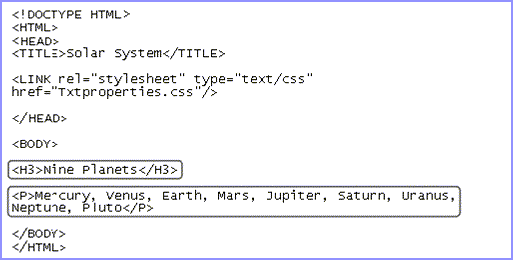 <!DOCTYPE HTML>
<HTML>
<HEAD>
<TITLE>Solar System</TITLE>
<LINK rel="stylesheet" type="text/css"
href="Txtproperties.css"/>
</HEAD>
<BODY>
<H3>Nine Planets</H3>
<P>Mercury, Venus, Earth, Mars, Jupiter, Saturn, Uranus,
Neptune, Pluto</P>
</BODY>
</HTML>